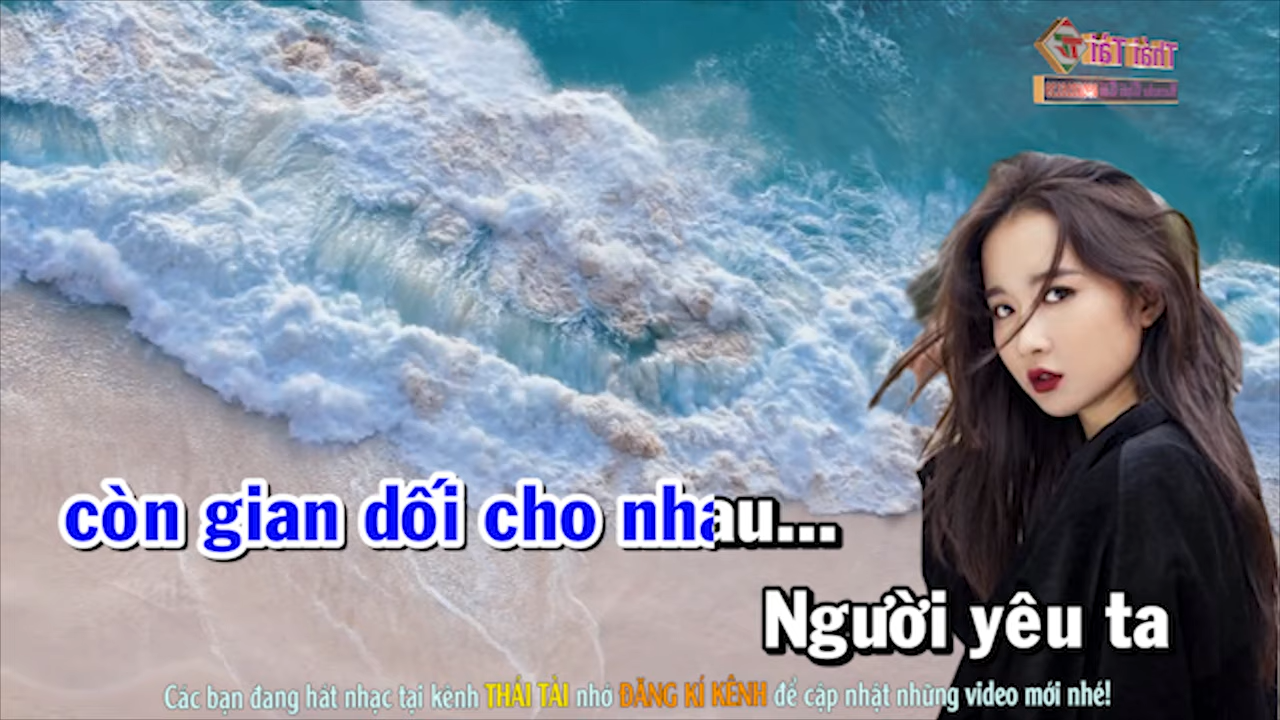 Thái Tài
còn gian dối cho nhau...
Người yêu ta
Các bạn đang hát nhạc tại kênh THÁI TÀI nhớ ĐĂNG KÍ KÊNH để cập nhật những video mới nhé!